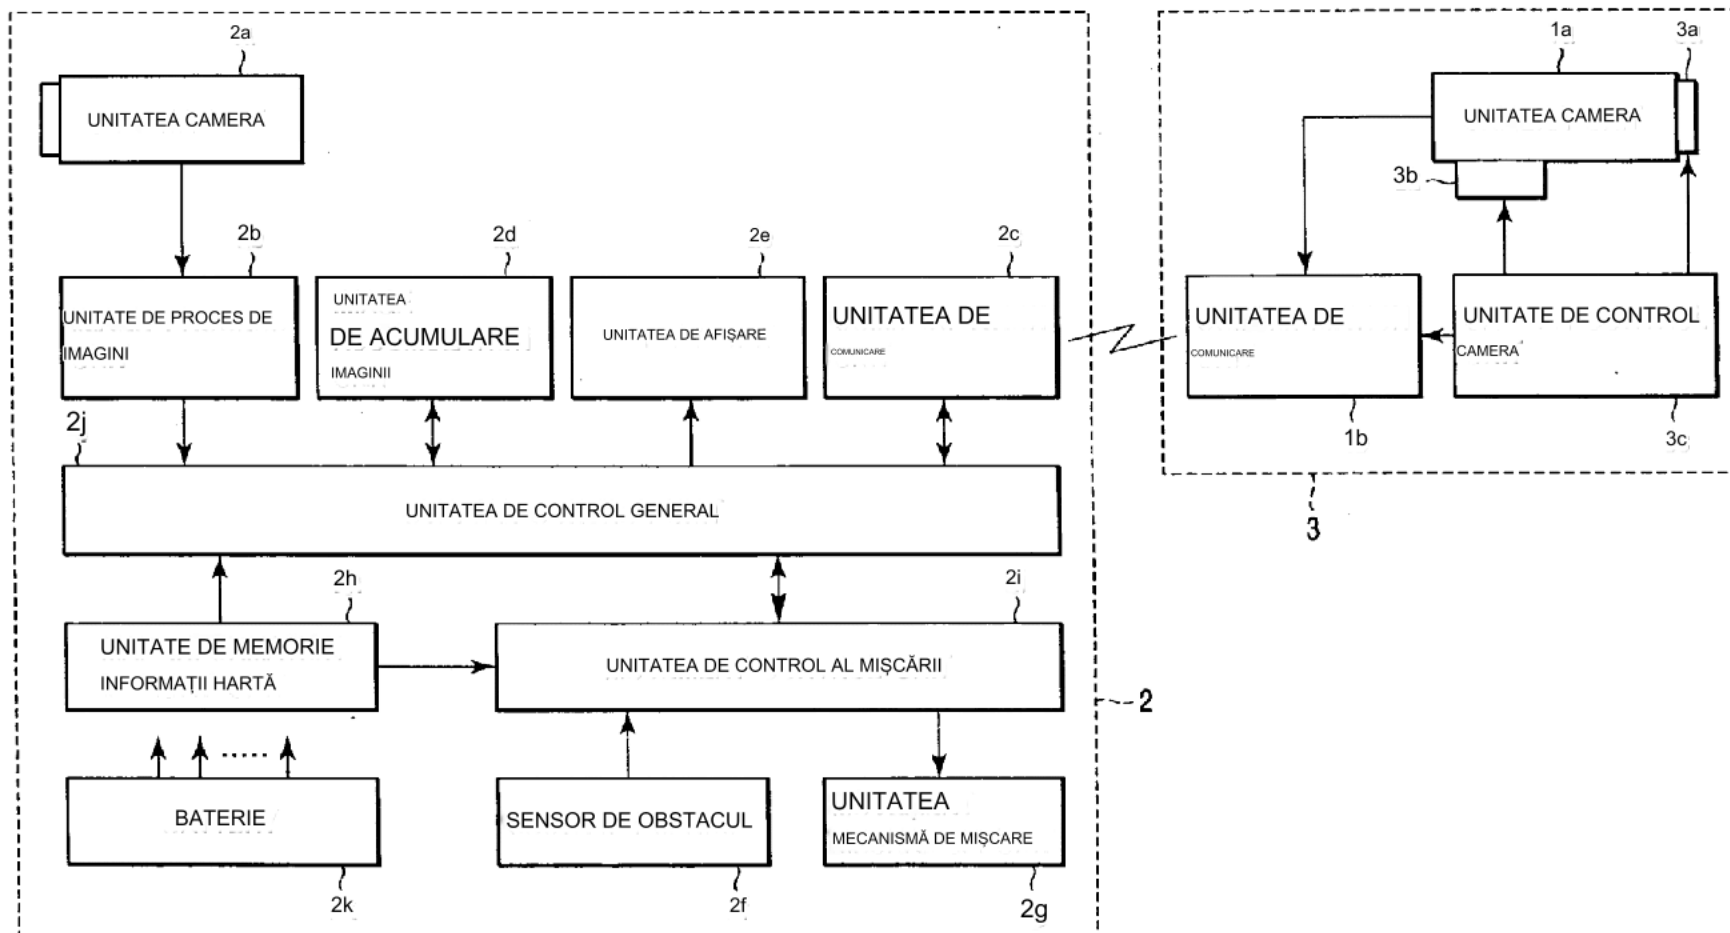 2a
UNITATEA CAMERA
2b
2d
2e
2c
UNITATE DE PROCES DE
IMAGINI
UNITATEA
DE ACUMULARE
IMAGINII
UNITATEA DE AFIȘARE
UNITATEA DE
COMUNICARE
2j
UNITATEA DE CONTROL GENERAL
2h
2i
UNITATE DE MEMORIE
INFORMAȚII HARTĂ
UNITATEA DE CONTROL AL MIȘCĂRII
2
BATERIE
SENSOR DE OBSTACUL
UNITATEA
MECANISMĂ DE MIȘCARE
2k
2f
2g
1a
3a
UNITATEA CAMERA
3b
UNITATEA DE
COMUNICARE
UNITATE DE CONTROL
CAMERA
1b
3c
3